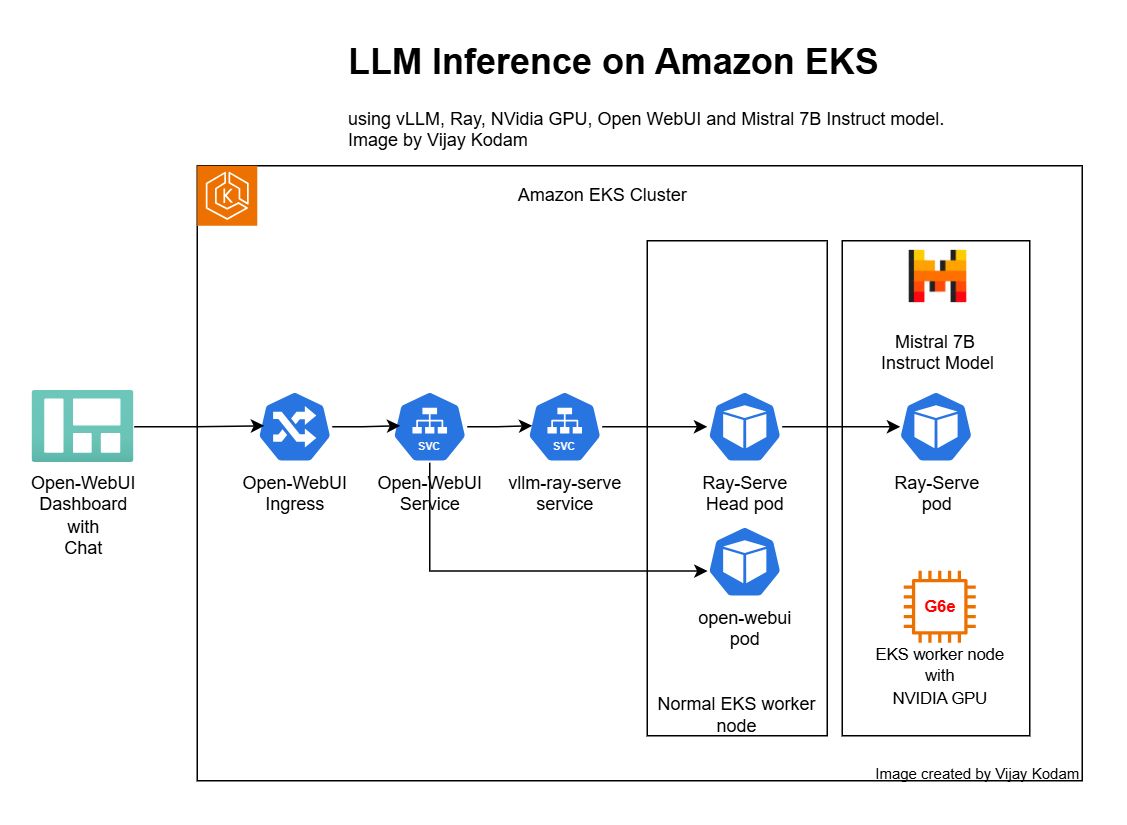 LLM Inference on Amazon EKS
using vLLM, Ray, NVidia GPU, Open WebUI and Mistral 7B Instruct model.
Image by Vijay Kodam
Amazon EKS Cluster
K
Mistral 7B
Instruct Model
SVC
SVC
Open-WebUI
Dashboard
with
Chat
Open-WebUI
Ingress
Open-WebUI
Service
vllm-ray-serve
service
Ray-Serve
Head pod
Ray-Serve
pod
open-webui
pod
G6e
EKS worker node
with
NVIDIA GPU
Normal EKS worker
node
Image created by Vijay Kodam